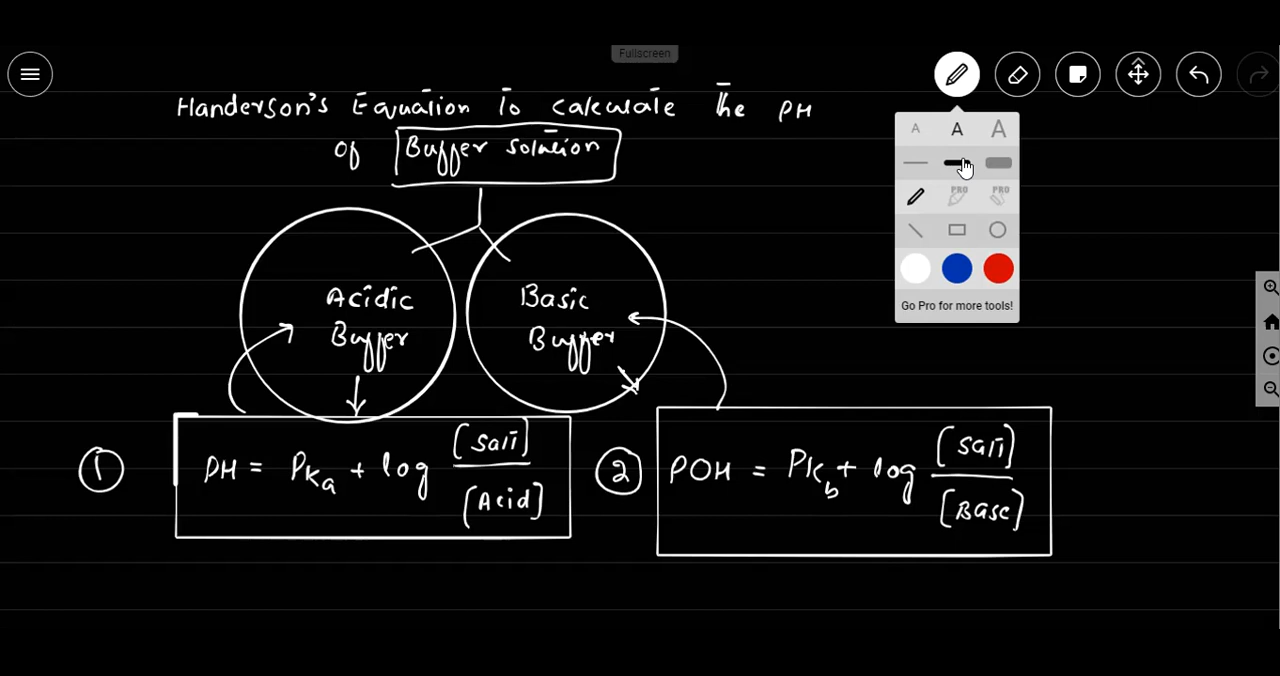 Fullscreen
Handerson's Equation to calculate the PH
of Buffer solution
A A A
PRO PRO
Go Pro for more tools!
Acidic
Buffer
Basic
Buffer
① PH = PKa + log [Salt] / [Acid]
② POH = PKb + log [Salt] / [Base]